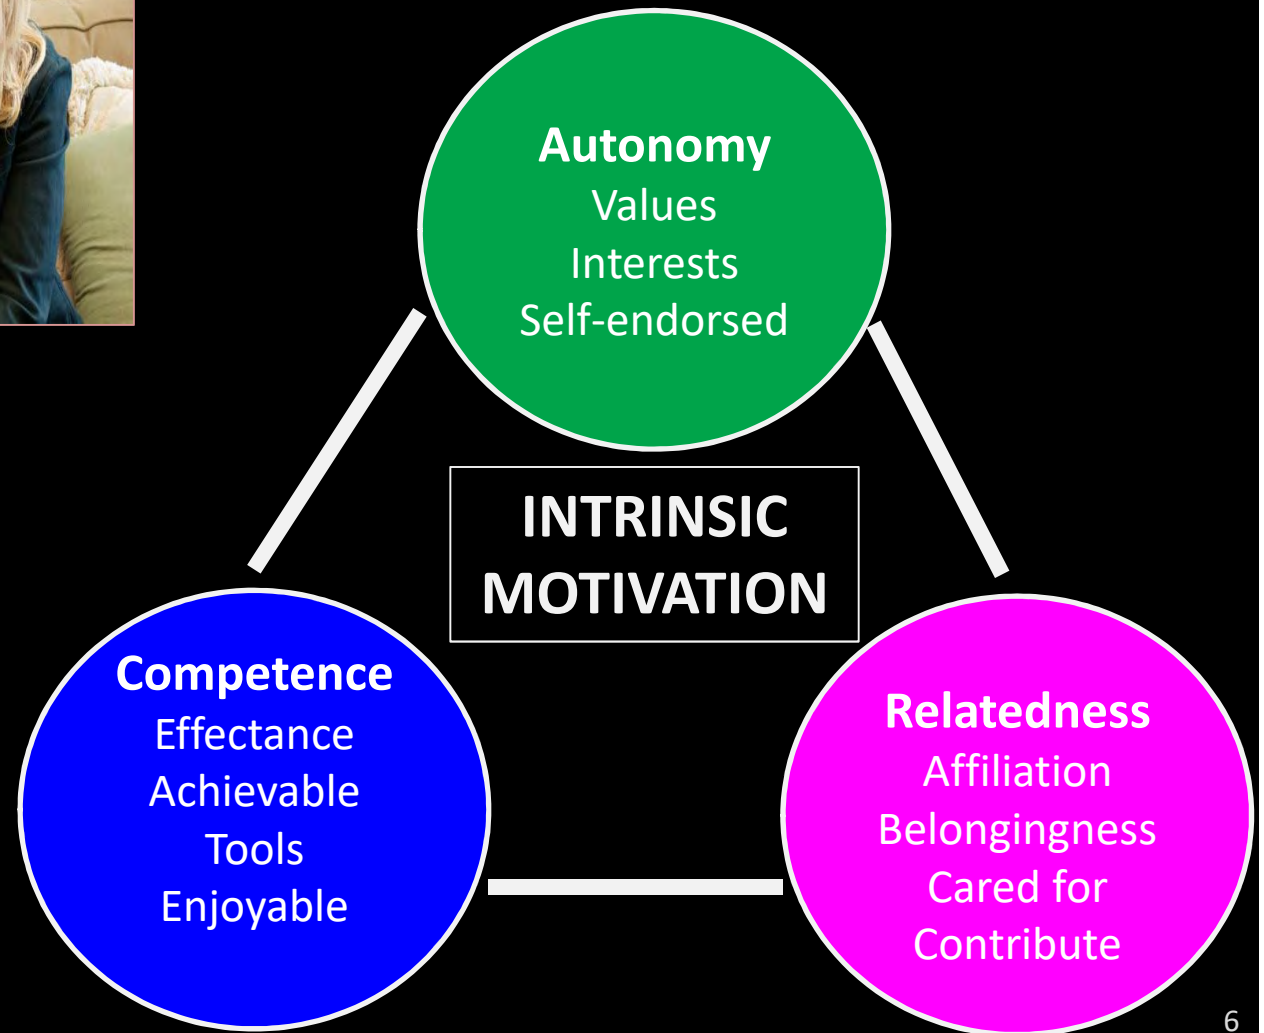 Autonomy
Values
Interests
Self-endorsed
INTRINSIC
MOTIVATION
Competence
Effectance
Achievable
Tools
Enjoyable
Relatedness
Affiliation
Belongingness
Cared for
Contribute
6